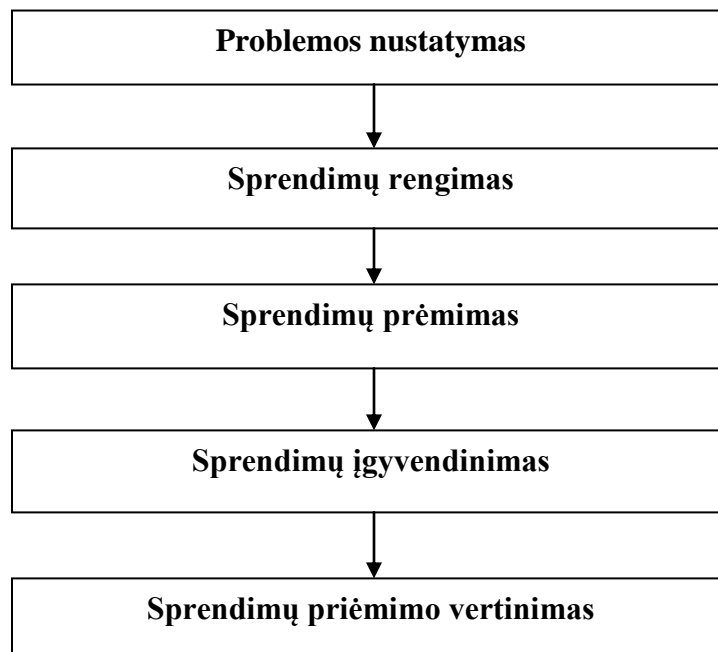 Problemos nustatymas
Sprendimų rengimas
Sprendimų prėmimas
Sprendimų įgyvendinimas
Sprendimų priėmimo vertinimas